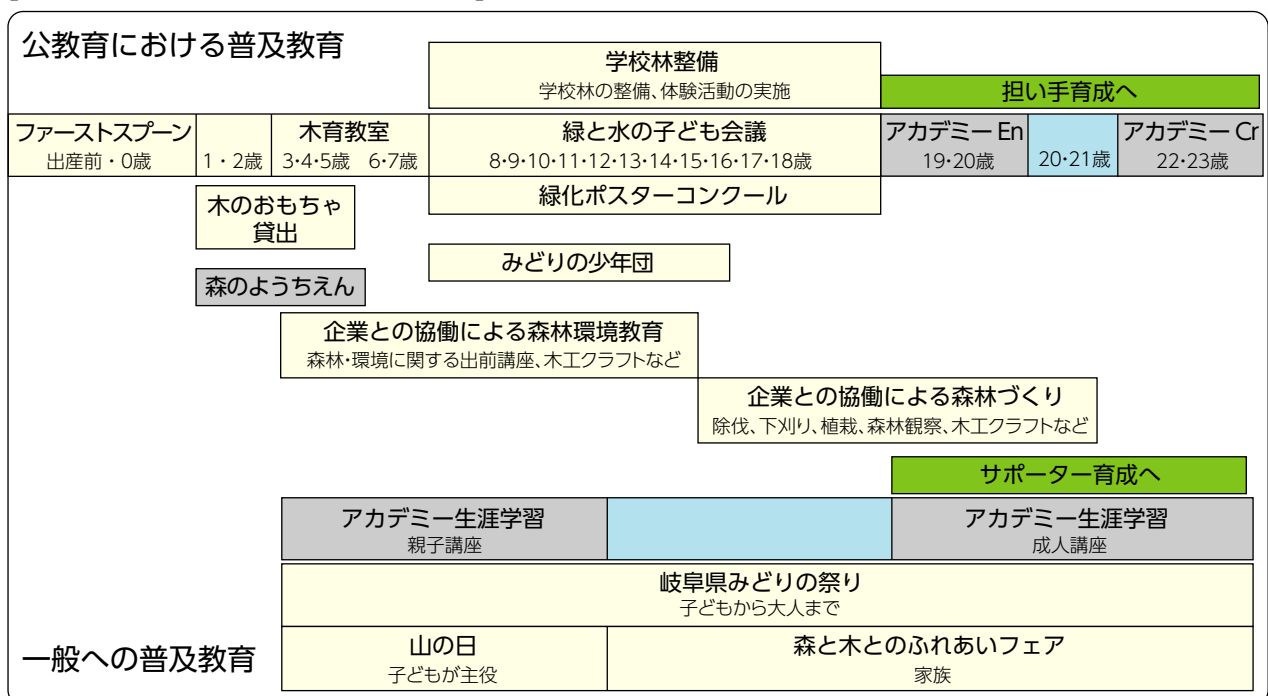 公教育における普及教育
学校林整備
学校林の整備、体験活動の実施
担い手育成へ
ファーストスプーン
出産前・0歳
1・2歳
木育教室
3・4・5歳 6・7歳
緑と水の子ども会議
8・9・10・11・12・13・14・15・16・17・18歳
アカデミー En
19・20歳
20・21歳
アカデミー Cr
22・23歳
木のおもちゃ
貸出
緑化ポスターコンクール
みどりの少年団
森のようちえん
企業との協働による森林環境教育
森林・環境に関する出前講座、木工クラフトなど
企業との協働による森林づくり
除伐、下刈り、植栽、森林観察、木工クラフトなど
サポーター育成へ
アカデミー生涯学習
親子講座
アカデミー生涯学習
成人講座
岐阜県みどりの祭り
子どもから大人まで
一般への普及教育
山の日
子どもが主役
森と木とのふれあいフェア
家族